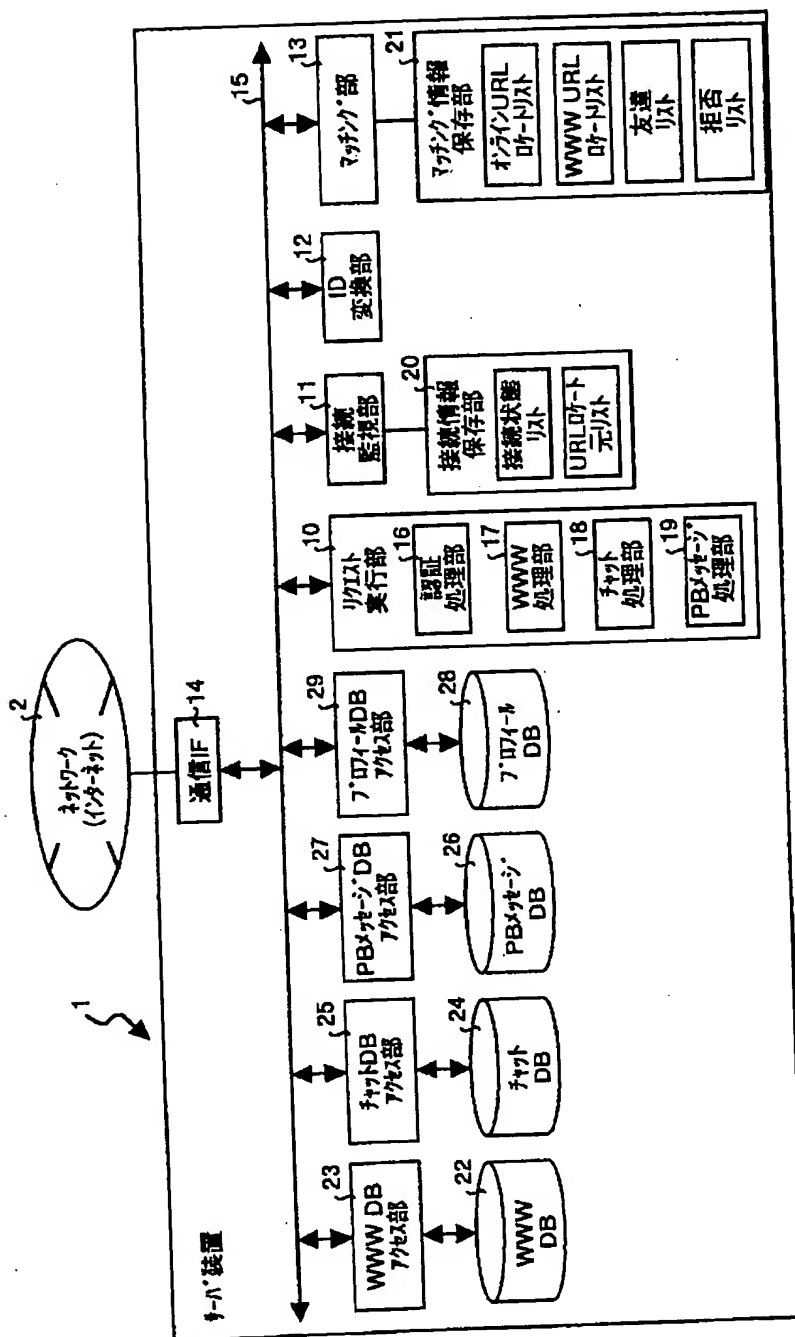 1
サーバ装置
2
ネットワーク
(インターネット)
14
通信IF
15
23
WWW DB
アクセス部
22
WWW
DB
25
チャットDB
アクセス部
24
チャット
DB
27
PBメッセージDB
アクセス部
26
PBメッセージ
DB
29
プロフィールDB
アクセス部
28
プロフィール
DB
10
リクエスト
実行部
16
認証
処理部
17
WWW
処理部
18
チャット
処理部
19
PBメッセージ
処理部
11
接続
監視部
20
接続情報
保存部
接続状態
リスト
URLロケート
元リスト
12
ID
変換部
13
マッチング部
21
マッチング情報
保存部
オンラインURL
ロケートリスト
WWW URL
ロケートリスト
友達
リスト
拒否
リスト